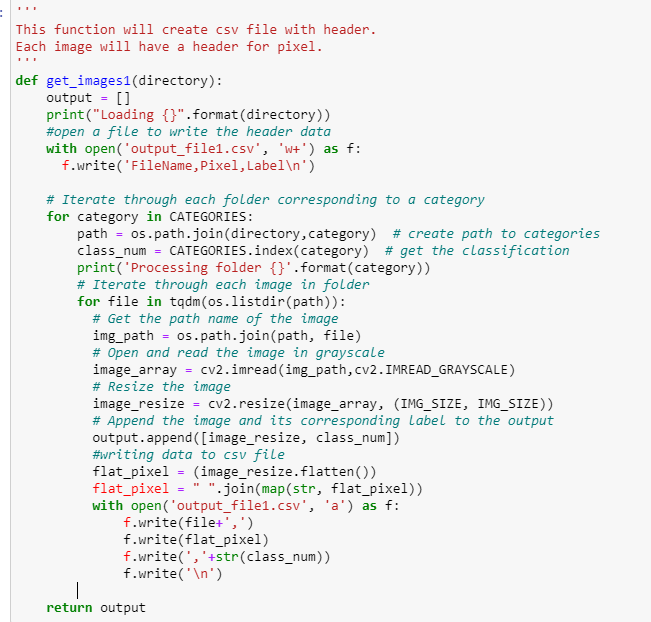 '''
This function will create csv file with header.
Each image will have a header for pixel.
'''
def get_images1(directory):
    output = []
    print("Loading {}".format(directory))
    #open a file to write the header data
    with open('output_file1.csv', 'w+') as f:
      f.write('FileName,Pixel,Label\n')

    # Iterate through each folder corresponding to a category
    for category in CATEGORIES:
        path = os.path.join(directory,category)  # create path to categories
        class_num = CATEGORIES.index(category)  # get the classification
        print('Processing folder {}'.format(category))
        # Iterate through each image in folder
        for file in tqdm(os.listdir(path)):
          # Get the path name of the image
          img_path = os.path.join(path, file)
          # Open and read the image in grayscale
          image_array = cv2.imread(img_path,cv2.IMREAD_GRAYSCALE)
          # Resize the image
          image_resize = cv2.resize(image_array, (IMG_SIZE, IMG_SIZE))
          # Append the image and its corresponding label to the output
          output.append([image_resize, class_num])
          #writing data to csv file
          flat_pixel = (image_resize.flatten())
          flat_pixel = " ".join(map(str, flat_pixel))
          with open('output_file1.csv', 'a') as f:
              f.write(file+',')
              f.write(flat_pixel)
              f.write(','+str(class_num))
              f.write('\n')

    return output